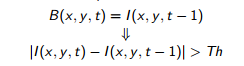 B(x, y, t) = I(x, y, t − 1)
⇓
|I(x, y, t) − I(x, y, t − 1)| > Th